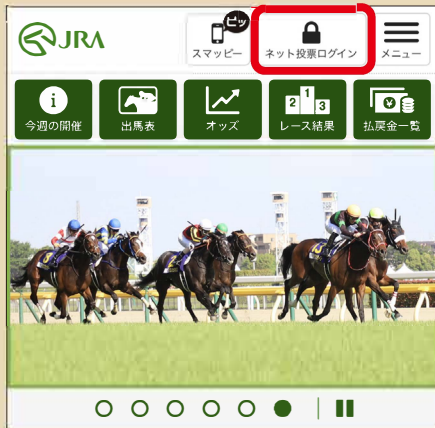 JRA
ピッ
スマッピー
ネット投票ログイン
メニュー
今週の開催
出馬表
オッズ
レース結果
払戻金一覧